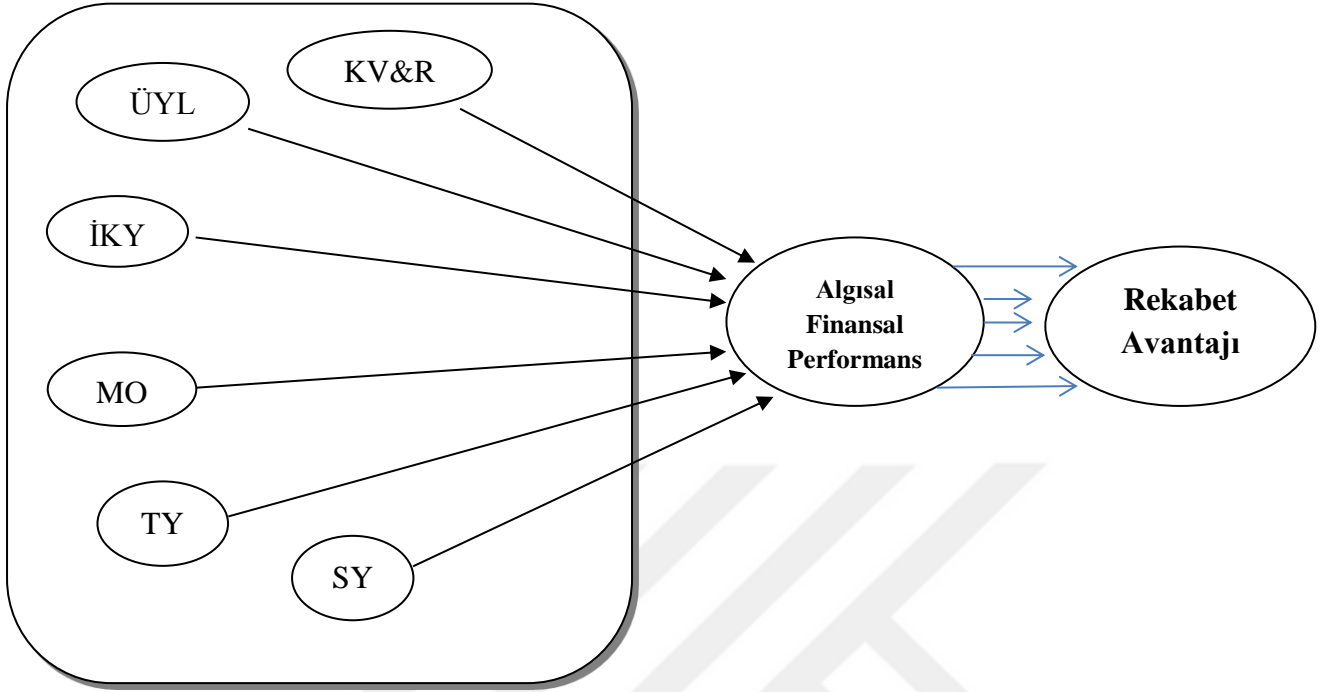 KV&R
ÜYL
İKY
MO
TY
SY
Algısal
Finansal
Performans
Rekabet
Avantajı